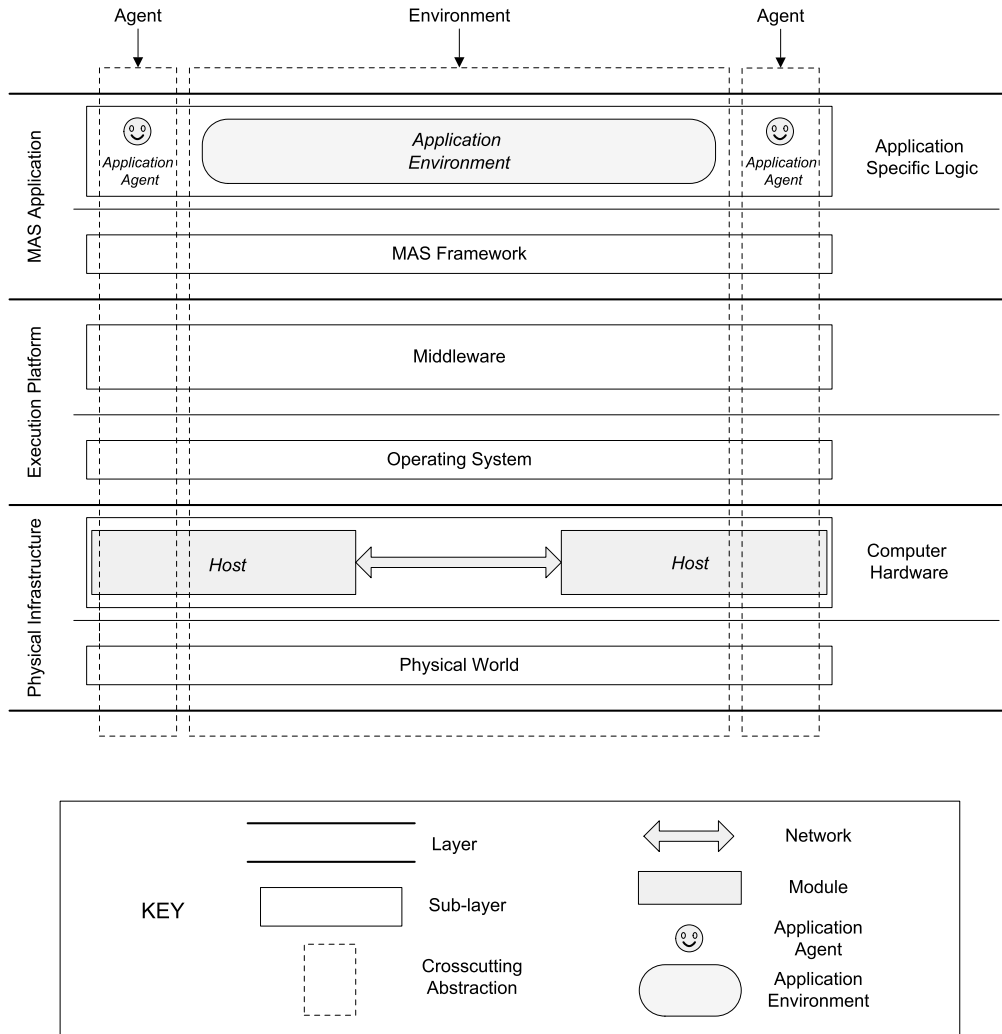 Agent
Environment
Agent
MAS Application
Application
Agent
Application
Environment
Application
Agent
Application
Specific Logic
MAS Framework
Execution Platform
Middleware
Operating System
Physical Infrastructure
Host
Host
Computer
Hardware
Physical World
KEY
Layer
Sub-layer
Crosscutting
Abstraction
Network
Module
Application
Agent
Application
Environment